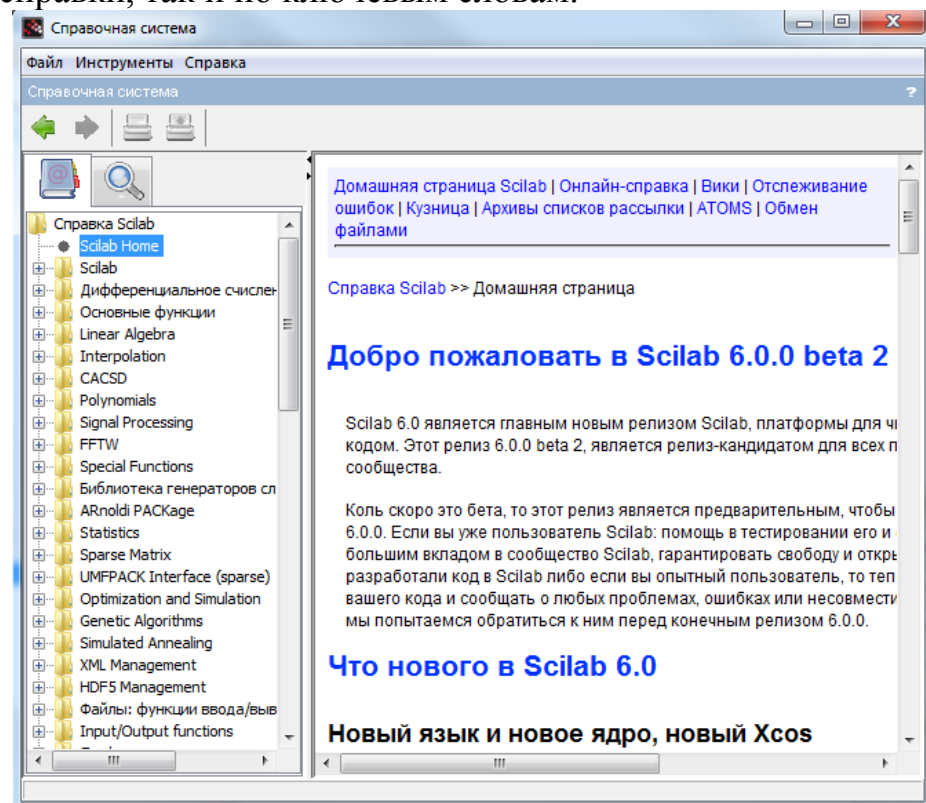 справки, так и по ключевым словам.
Справочная система
Файл Инструменты Справка
Справочная система ?
Справка Scilab
Scilab Home
Scilab
Дифференциальное счислен
Основные функции
Linear Algebra
Interpolation
CACSD
Polynomials
Signal Processing
FFTW
Special Functions
Библиотека генераторов сл
ARnoldi PACKage
Statistics
Sparse Matrix
UMFPACK Interface (sparse)
Optimization and Simulation
Genetic Algorithms
Simulated Annealing
XML Management
HDF5 Management
Файлы: функции ввода/выв
Input/Output functions
Домашняя страница Scilab | Онлайн-справка | Вики | Отслеживание
ошибок | Кузница | Архивы списков рассылки | ATOMS | Обмен
файлами
Справка Scilab >> Домашняя страница
Добро пожаловать в Scilab 6.0.0 beta 2
Scilab 6.0 является главным новым релизом Scilab, платформы для чи
кодом. Этот релиз 6.0.0 beta 2, является релиз-кандидатом для всех п
сообщества.
Коль скоро это бета, то этот релиз является предварительным, чтобы
6.0.0. Если вы уже пользователь Scilab: помощь в тестировании его и
большим вкладом в сообщество Scilab, гарантировать свободу и откры
разработали код в Scilab либо если вы опытный пользователь, то теп
вашего кода и сообщать о любых проблемах, ошибках или несовмести
мы попытаемся обратиться к ним перед конечным релизом 6.0.0.
Что нового в Scilab 6.0
Новый язык и новое ядро, новый Xcos